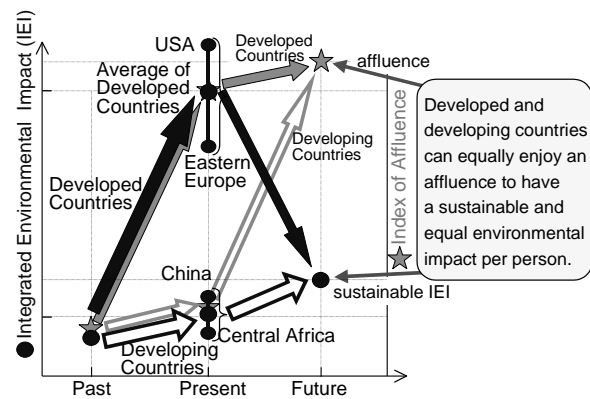 Integrated Environmental Impact (IEI)
USA
Average of
Developed
Countries
Developed
Countries
Eastern
Europe
Developing
Countries
Developed
Countries
China
Central Africa
Developing
Countries
affluence
Index of Affluence
sustainable IEI
Developed and
developing countries
can equally enjoy an
affluence to have
a sustainable and
equal environmental
impact per person.
Past
Present
Future